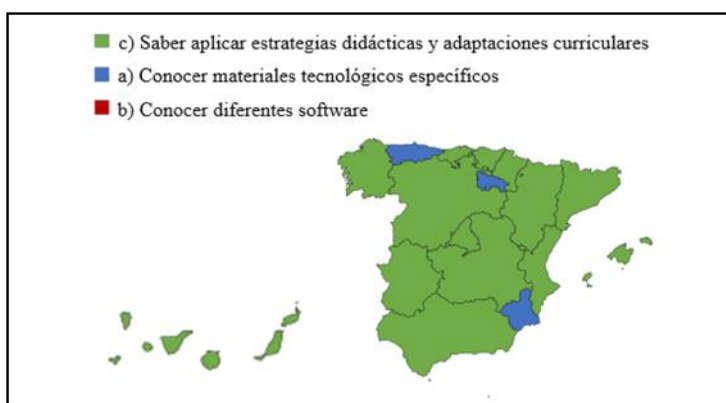 c) Saber aplicar estrategias didácticas y adaptaciones curriculares
a) Conocer materiales tecnológicos específicos
b) Conocer diferentes software